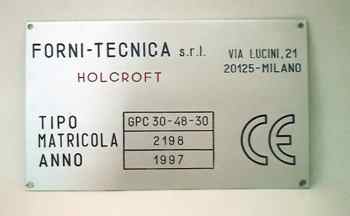 FORNI-TECNICA s.r.l.
VIA LUCINI, 21
20125-MILANO
HOLCROFT
TIPO GPC 30-48-30
MATRICOLA 2198
ANNO 1997
CE